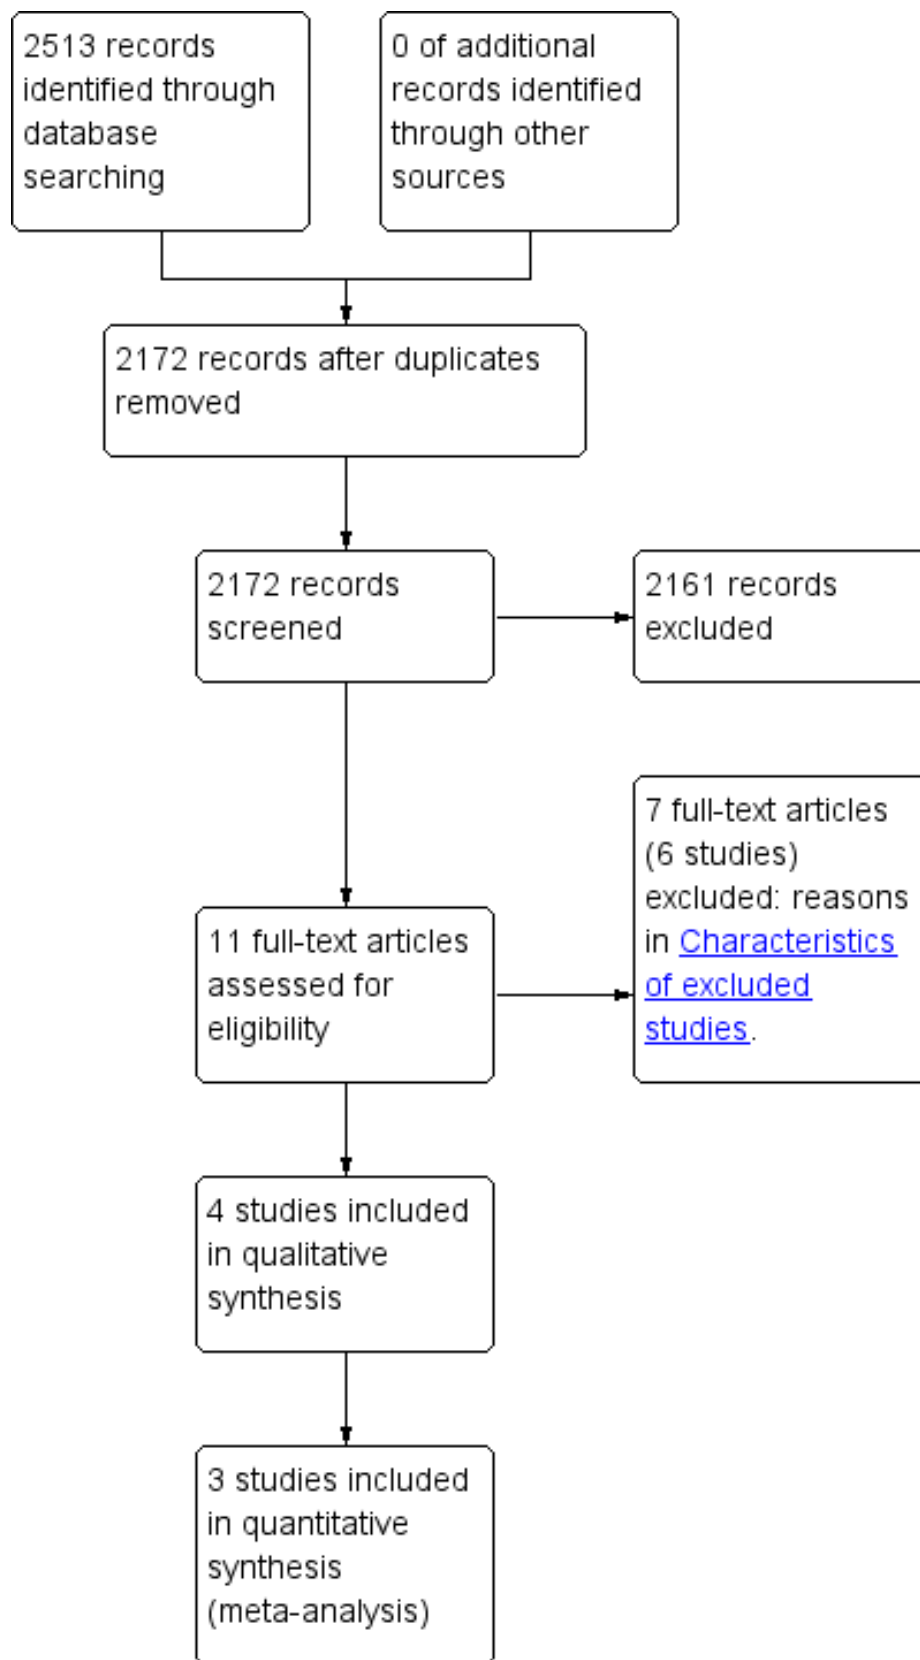 2513 records
identified through
database
searching
0 of additional
records identified
through other
sources
2172 records after duplicates
removed
2172 records
screened
2161 records
excluded
7 full-text articles
(6 studies)
excluded: reasons
in Characteristics
of excluded
studies.
11 full-text articles
assessed for
eligibility
4 studies included
in qualitative
synthesis
3 studies included
in quantitative
synthesis
(meta-analysis)